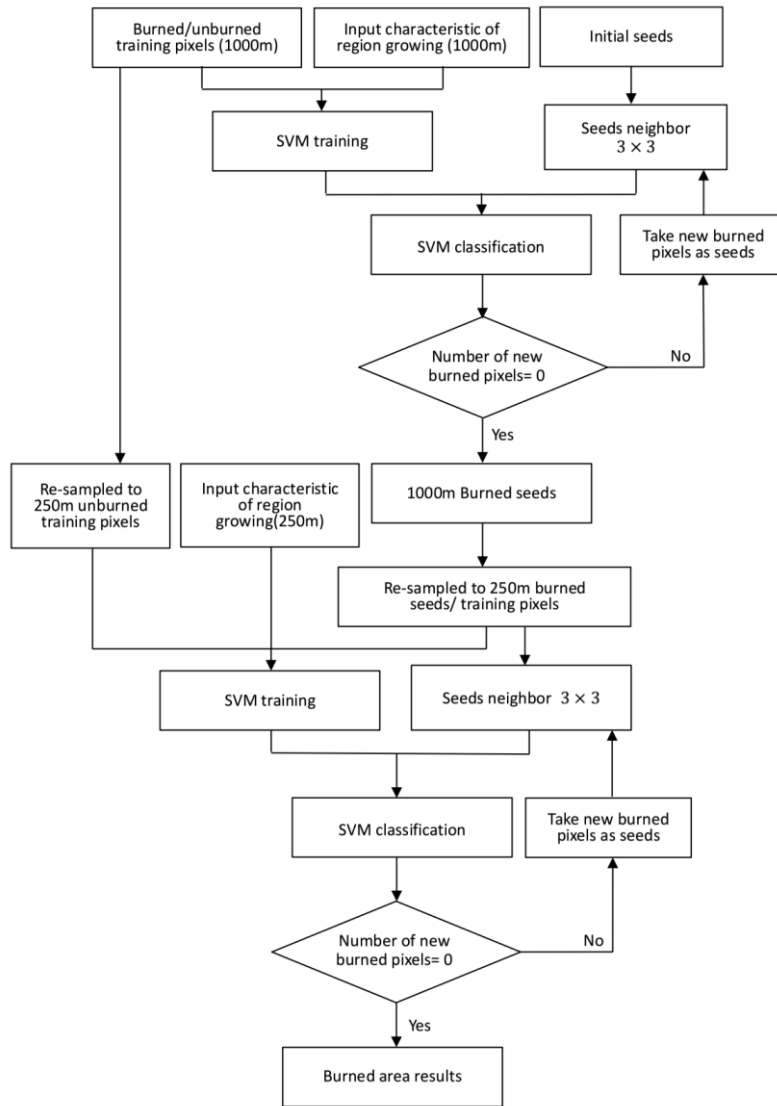 Burned/unburned
training pixels (1000m)
Input characteristic
of region growing (1000m)
Initial seeds
SVM training
Seeds neighbor
3 × 3
SVM classification
Take new burned
pixels as seeds
Number of new
burned pixels= 0
No
Yes
Re-sampled to
250m unburned
training pixels
Input characteristic
of region
growing(250m)
1000m Burned seeds
Re-sampled to 250m burned
seeds/ training pixels
SVM training
Seeds neighbor 3 × 3
SVM classification
Take new burned
pixels as seeds
Number of new
burned pixels= 0
No
Yes
Burned area results